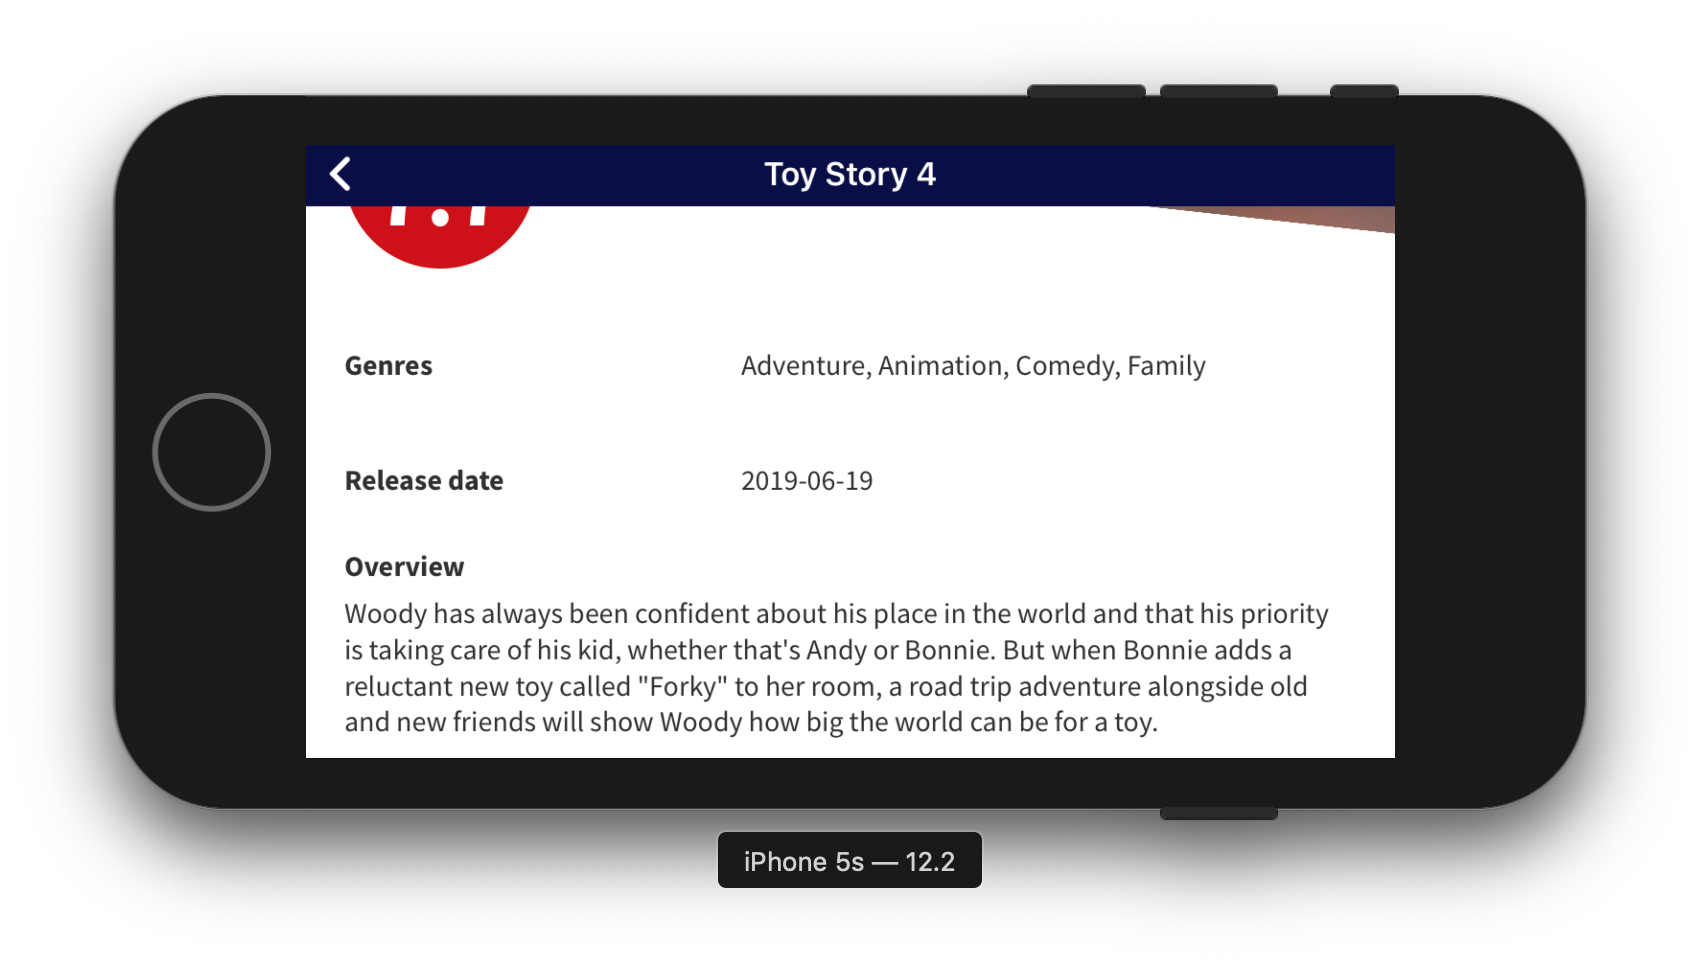 Toy Story 4
Genres
Adventure, Animation, Comedy, Family
Release date
2019-06-19
Overview
Woody has always been confident about his place in the world and that his priority
is taking care of his kid, whether that's Andy or Bonnie. But when Bonnie adds a
reluctant new toy called "Forky" to her room, a road trip adventure alongside old
and new friends will show Woody how big the world can be for a toy.
iPhone 5s — 12.2